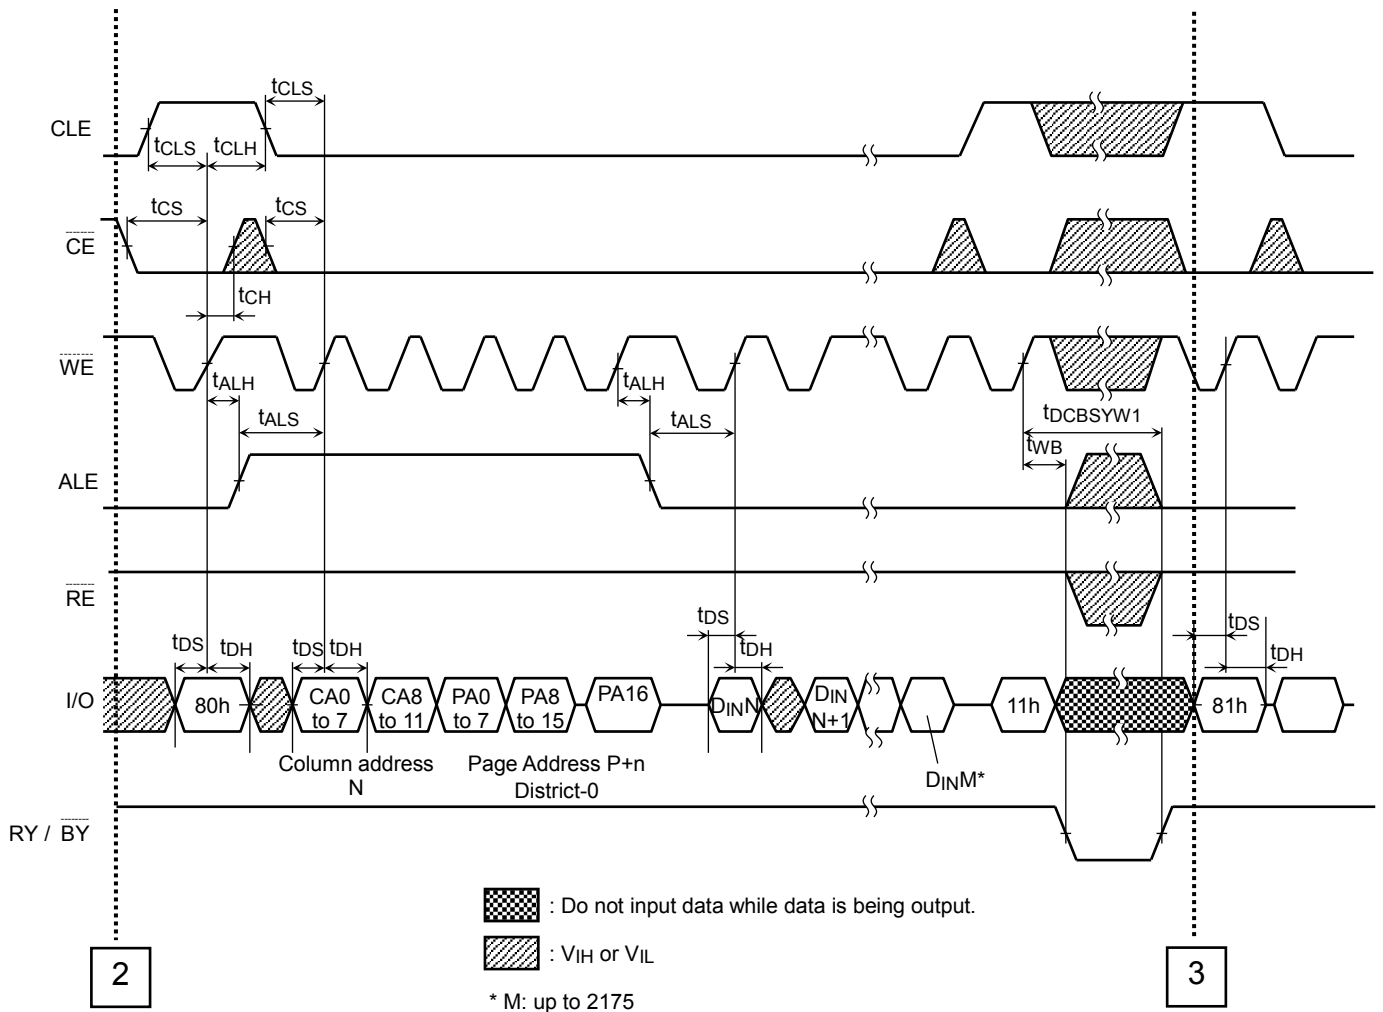 tCLS
CLE
tCLS tCLH
tCS tCS
CE
tCH
WE
tALH tALH
tALS tALS tDCBSYW1
tWB
ALE
RE
tDS tDH tDS tDH tDS tDH tDS tDH
I/O 80h CA0 to 7 CA8 to 11 PA0 to 7 PA8 to 15 PA16 DINN DIN N+1 11h 81h
Column address N
Page Address P+n
District-0
DINM*
RY / BY
: Do not input data while data is being output.
: VIH or VIL
* M: up to 2175
2
3